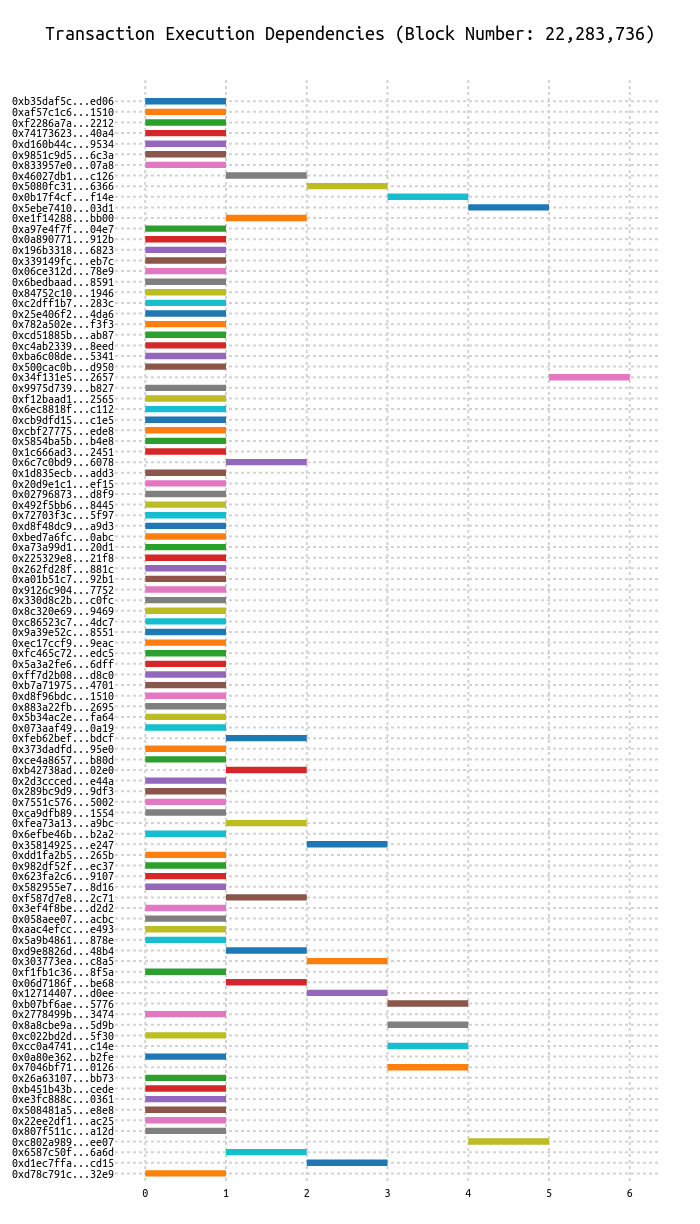 Transaction Execution Dependencies (Block Number: 22,283,736)
0xb35daf5c...ed06
0xaf57c1c6...1510
0xf2286a7a...2212
0x74173623...40a4
0xd160b44c...9534
0x9851c9d5...6c3a
0x833957e0...07a8
0x46027db1...c126
0x5080fc31...6366
0x0b17f4cf...f14e
0x5ebe7410...03d1
0xe1f14288...bb00
0xa97e4f7f...04e7
0x0a890771...912b
0x196b3318...6823
0x339149fc...eb7c
0x06ce312d...78e9
0x6bedbaad...8591
0x84752c10...1946
0xc2dff1b7...283c
0x25e406f2...4da6
0x782a502e...f3f3
0xcd51885b...ab87
0xc4ab2339...8eed
0xba6c08de...5341
0x500cac0b...d950
0x34f131e5...2657
0x9975d739...b827
0xf12baad1...2565
0x6ec8818f...c112
0xcb9dfd15...c1e5
0xcbf27775...ede8
0x5854ba5b...b4e8
0x1c666ad3...2451
0x6c7c0bd9...6078
0x1d835ecb...add3
0x20d9e1c1...ef15
0x02796873...d8f9
0x492f5bb6...8445
0x72703f3c...5f97
0xd8f48dc9...a9d3
0xbed7a6fc...0abc
0xa73a99d1...20d1
0x225329e8...21f8
0x262fd28f...881c
0xa01b51c7...92b1
0x9126c904...7752
0x330d8c2b...c0fc
0x8c320e69...9469
0xc86523c7...4dc7
0x9a39e52c...8551
0xec17ccf9...9eac
0xfc465c72...edc5
0x5a3a2fe6...6dff
0xff7d2b08...d8c0
0xb7a71975...4701
0xd8f96bdc...1510
0x883a22fb...2695
0x5b34ac2e...fa64
0x073aaf49...0a19
0xfeb62bef...bdcf
0x373dadfd...95e0
0xce4a8657...b80d
0xb42738ad...02e0
0x2d3ccced...e44a
0x289bc9d9...9df3
0x7551c576...5002
0xca9dfb89...1554
0xfea73a13...a9bc
0x6efbe46b...b2a2
0x35814925...e247
0xdd1fa2b5...265b
0x982df52f...ec37
0x623fa2c6...9107
0x582955e7...8d16
0xf587d7e8...2c71
0x3ef4f8be...d2d2
0x058aee07...acbc
0xaac4efcc...e493
0x5a9b4861...878e
0xd9e8826d...48b4
0x303773ea...c8a5
0xf1fb1c36...8f5a
0x06d7186f...be68
0x12714407...d0ee
0xb07bf6ae...5776
0x2778499b...3474
0x8a8cbe9a...5d9b
0xc022bd2d...5f30
0xcc0a4741...c14e
0x0a80e362...b2fe
0x7046bf71...0126
0x26a63107...bb73
0xb451b43b...cede
0xe3fc888c...0361
0x508481a5...e8e8
0x22ee2df1...ac25
0x807f511c...a12d
0xc802a989...ee07
0x6587c50f...6a6d
0xd1ec7ffa...cd15
0xd78c791c...32e9
0 1 2 3 4 5 6